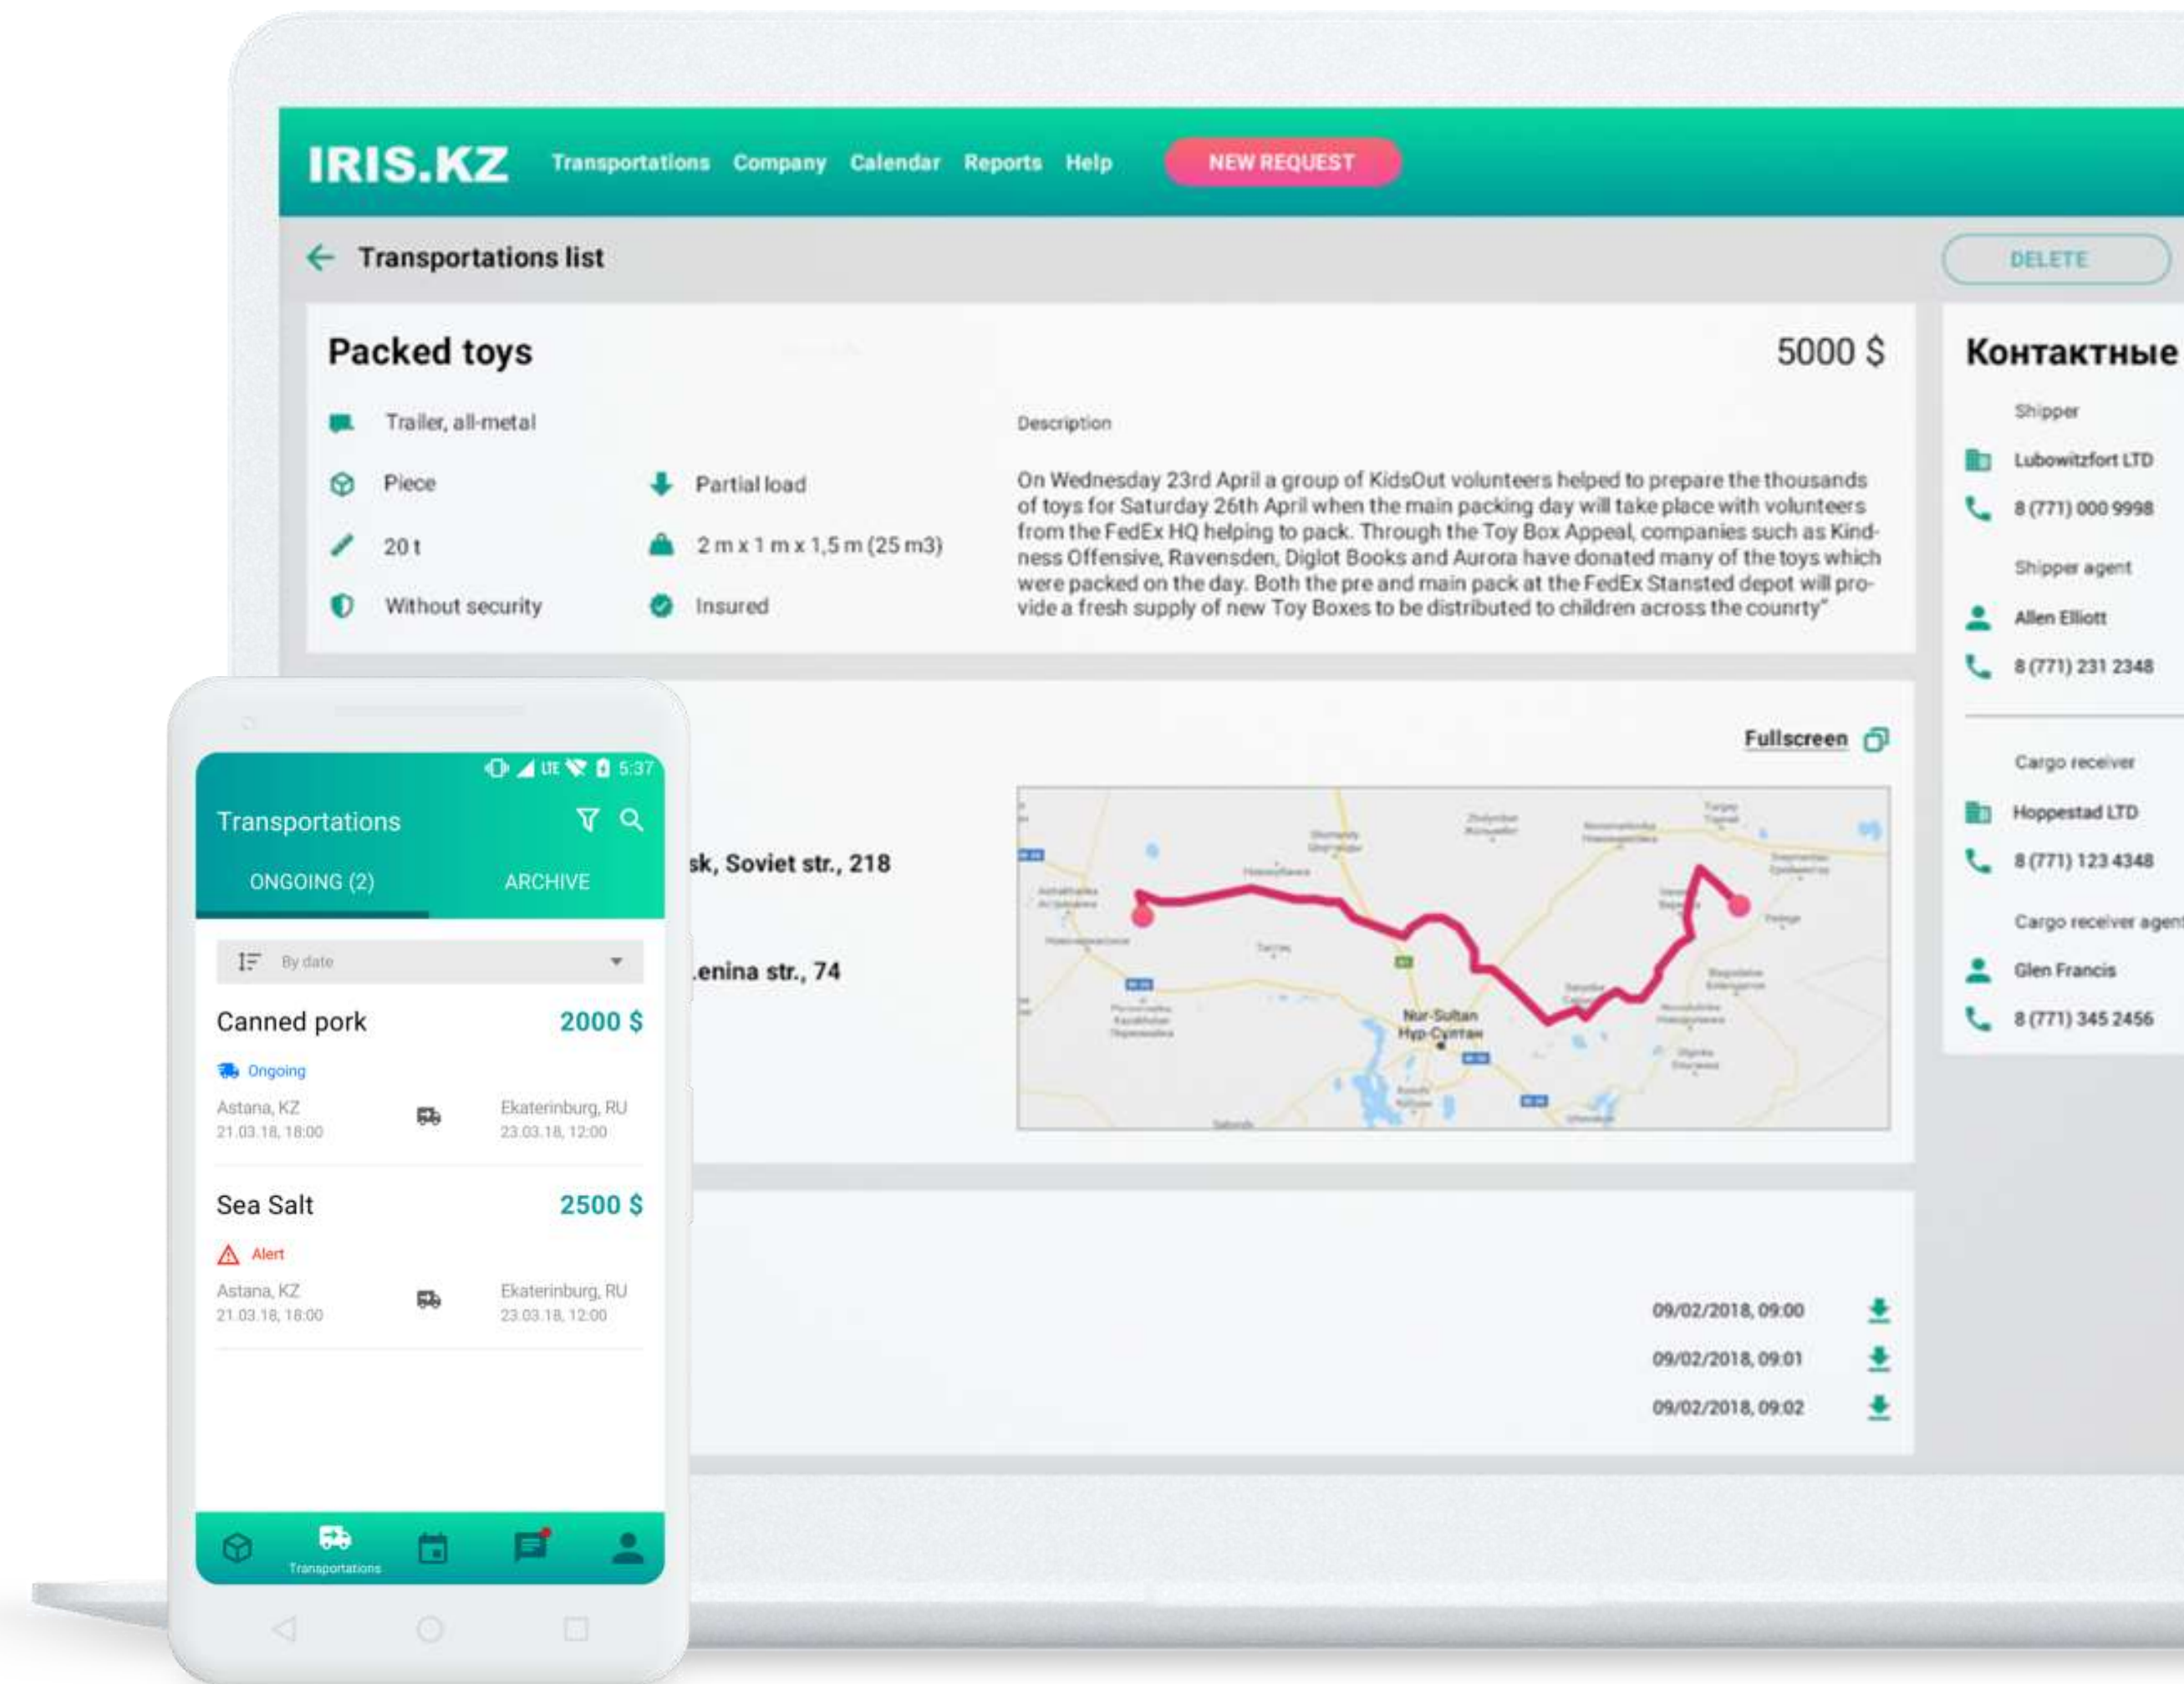 IRIS.KZ
Transportations Company Calendar Reports Help NEW REQUEST
Transportations list
DELETE
Packed toys
5000 $
Trailer, all-metal
Piece
Partial load
20 t
2 m x 1 m x 1,5 m (25 m3)
Without security
Insured
Description
On Wednesday 23rd April a group of KidsOut volunteers helped to prepare the thousands
of toys for Saturday 26th April when the main packing day will take place with volunteers
from the FedEx HQ helping to pack. Through the Toy Box Appeal, companies such as Kind-
ness Offensive, Ravensden, Diglot Books and Aurora have donated many of the toys which
were packed on the day. Both the pre and main pack at the FedEx Stansted depot will pro-
vide a fresh supply of new Toy Boxes to be distributed to children across the counrty"
Контактные
Shipper
Lubowitzfort LTD
8 (771) 000 9998
Shipper agent
Allen Elliott
8 (771) 231 2348
Cargo receiver
Hoppestad LTD
8 (771) 123 4348
Cargo receiver agent
Glen Francis
8 (771) 345 2456
Fullscreen
sk, Soviet str., 218
enina str., 74
Nur-Sultan
Нур-Султан
09/02/2018, 09:00
09/02/2018, 09:01
09/02/2018, 09:02
LTE 5:37
Transportations
ONGOING (2) ARCHIVE
By date
Canned pork 2000 $
Ongoing
Astana, KZ Ekaterinburg, RU
21.03.18, 18:00 23.03.18, 12:00
Sea Salt 2500 $
Alert
Astana, KZ Ekaterinburg, RU
21.03.18, 18:00 23.03.18, 12:00
Transportations